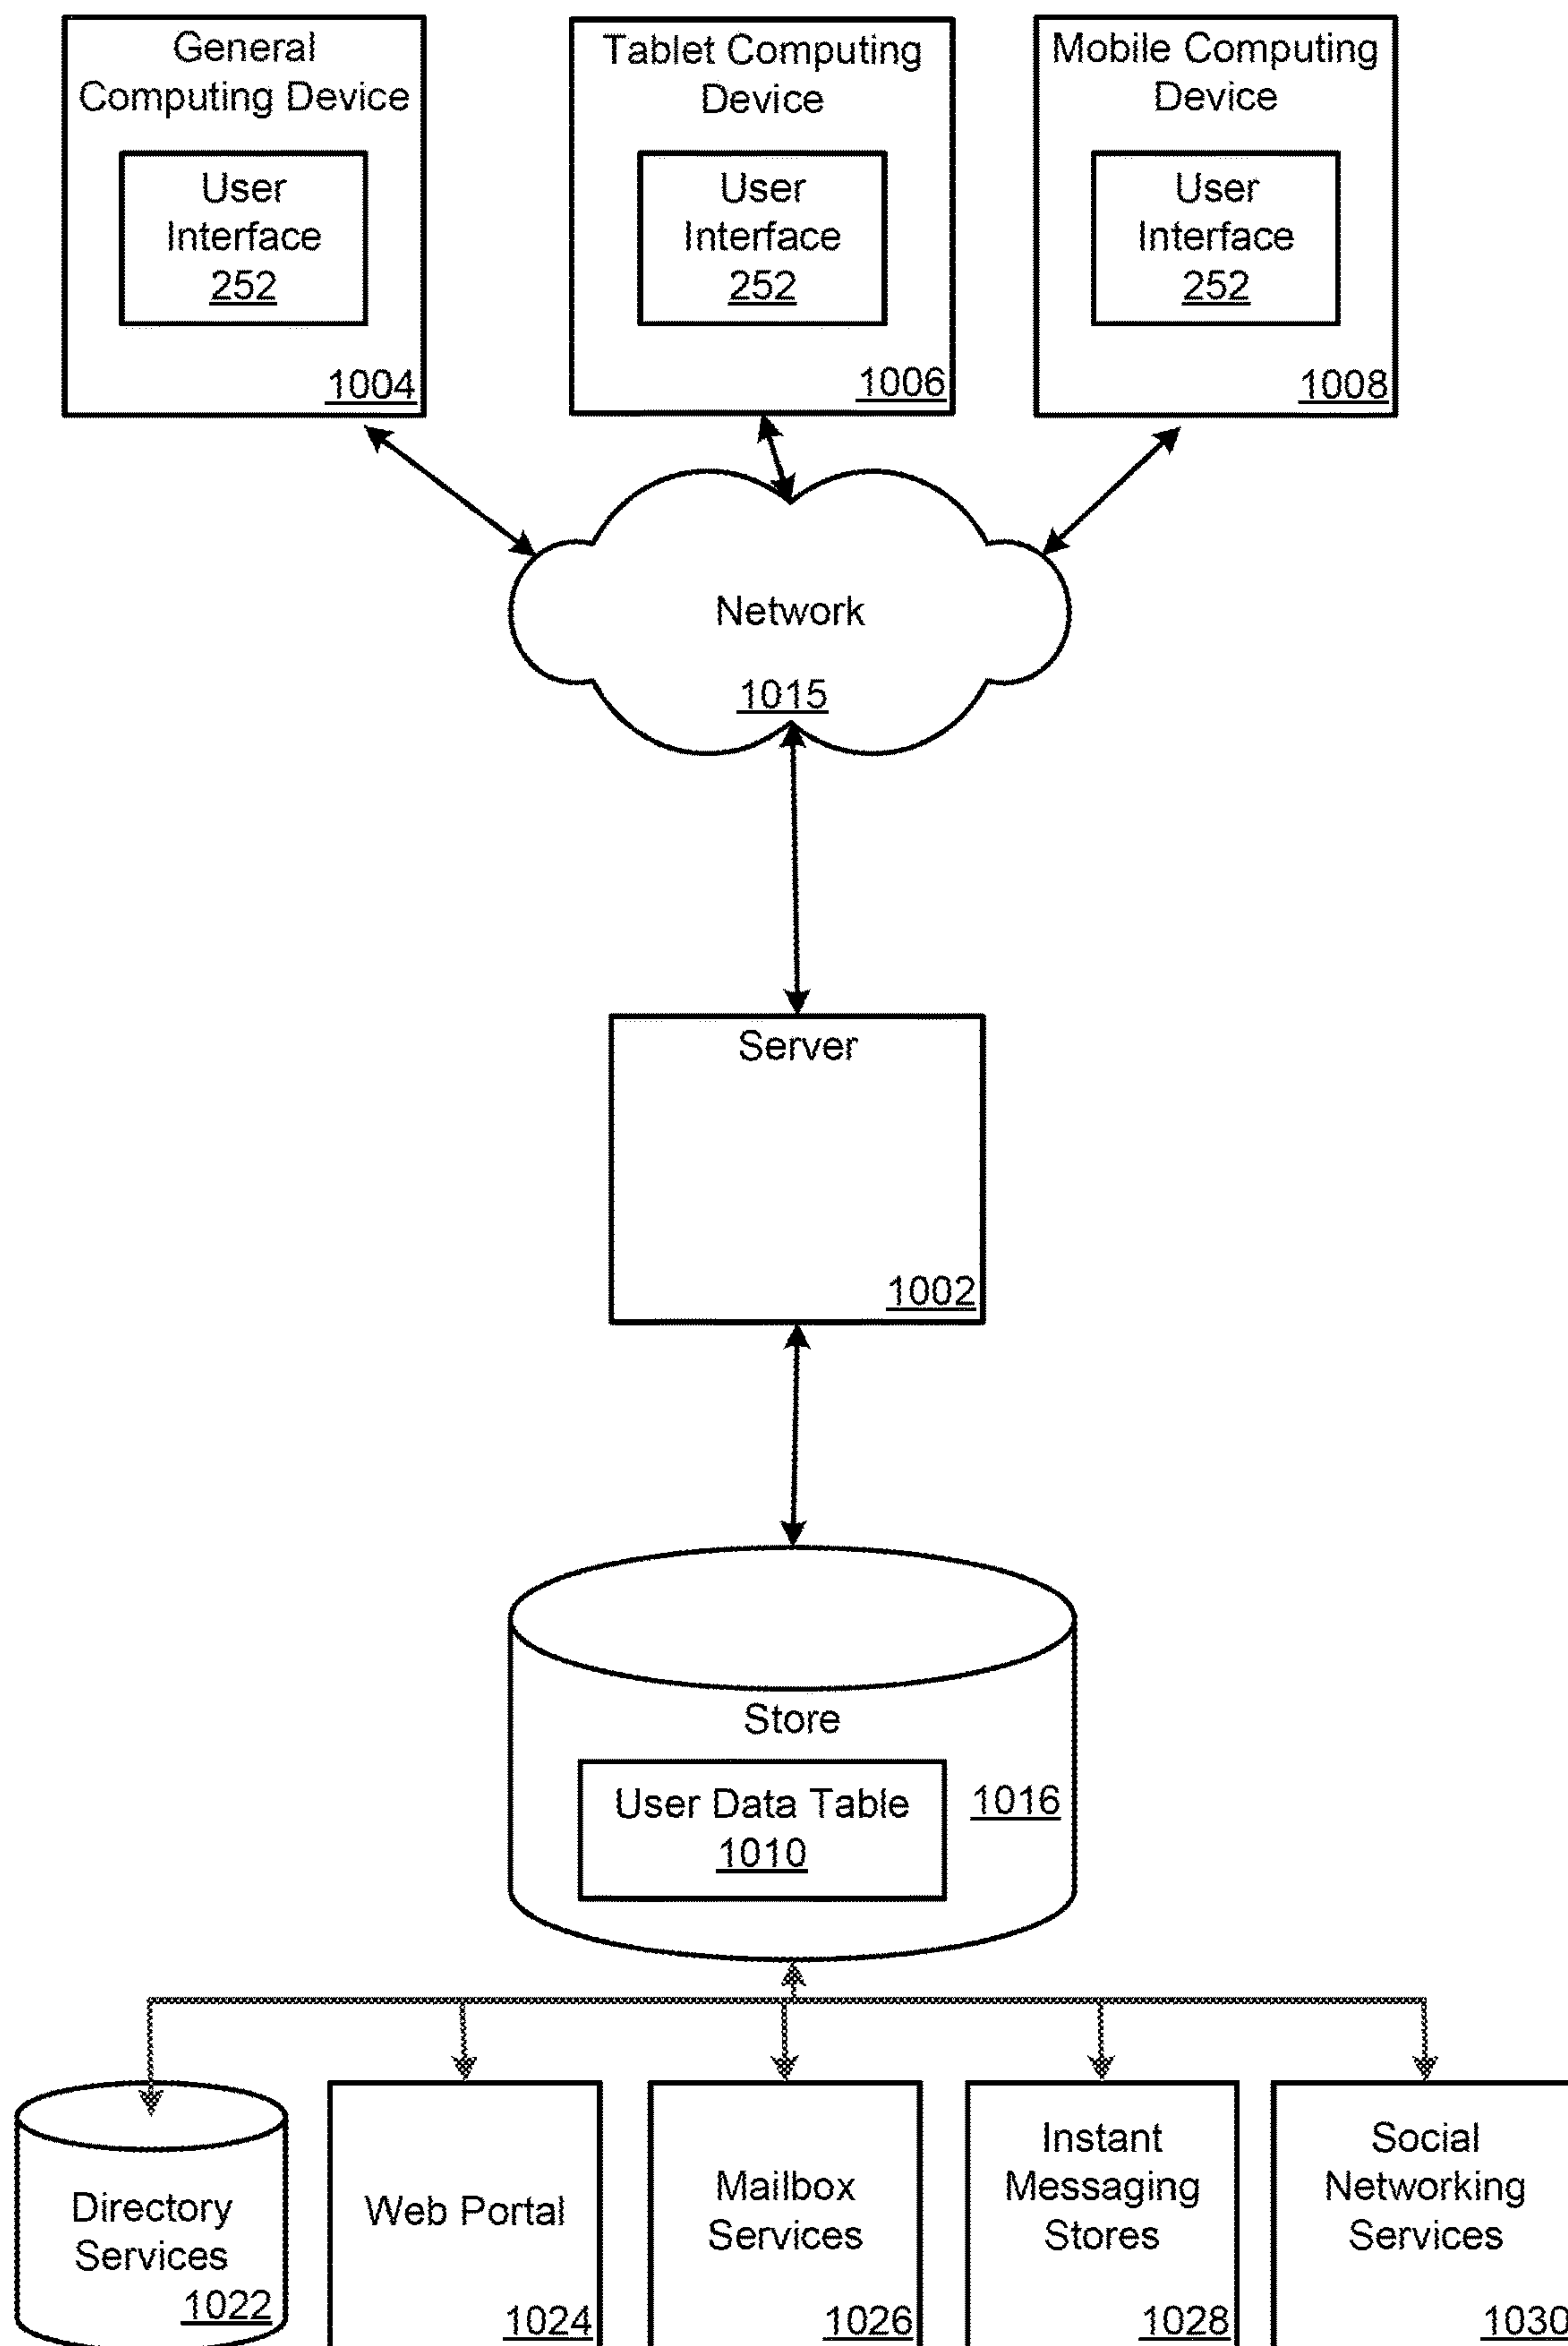 General
Computing Device
User
Interface
252
1004
Tablet Computing
Device
User
Interface
252
1006
Mobile Computing
Device
User
Interface
252
1008
Network
1015
Server
1002
Store
User Data Table
1010
1016
Directory
Services
1022
Web Portal
1024
Mailbox
Services
1026
Instant
Messaging
Stores
1028
Social
Networking
Services
1030